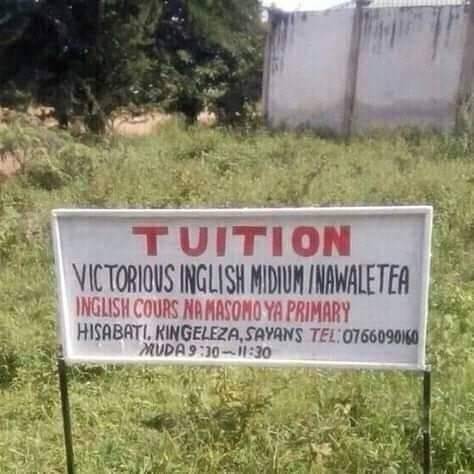 TUITION
VICTORIOUS INGLISH MIDIUM INAWALETEA
INGLISH COURS NA MASOMO YA PRIMARY
HISABATI, KINGELEZA, SAYANS TEL: 0766090160
MUDA 9:30~11:30